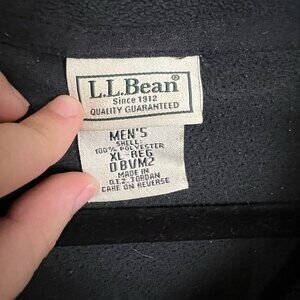 L.L.Bean®
Since 1912
QUALITY GUARANTEED
MEN'S
SHELL:
100% POLYESTER
XL-REG
0 BVM2
MADE IN
Q.I.Z. JORDAN
CARE ON REVERSE